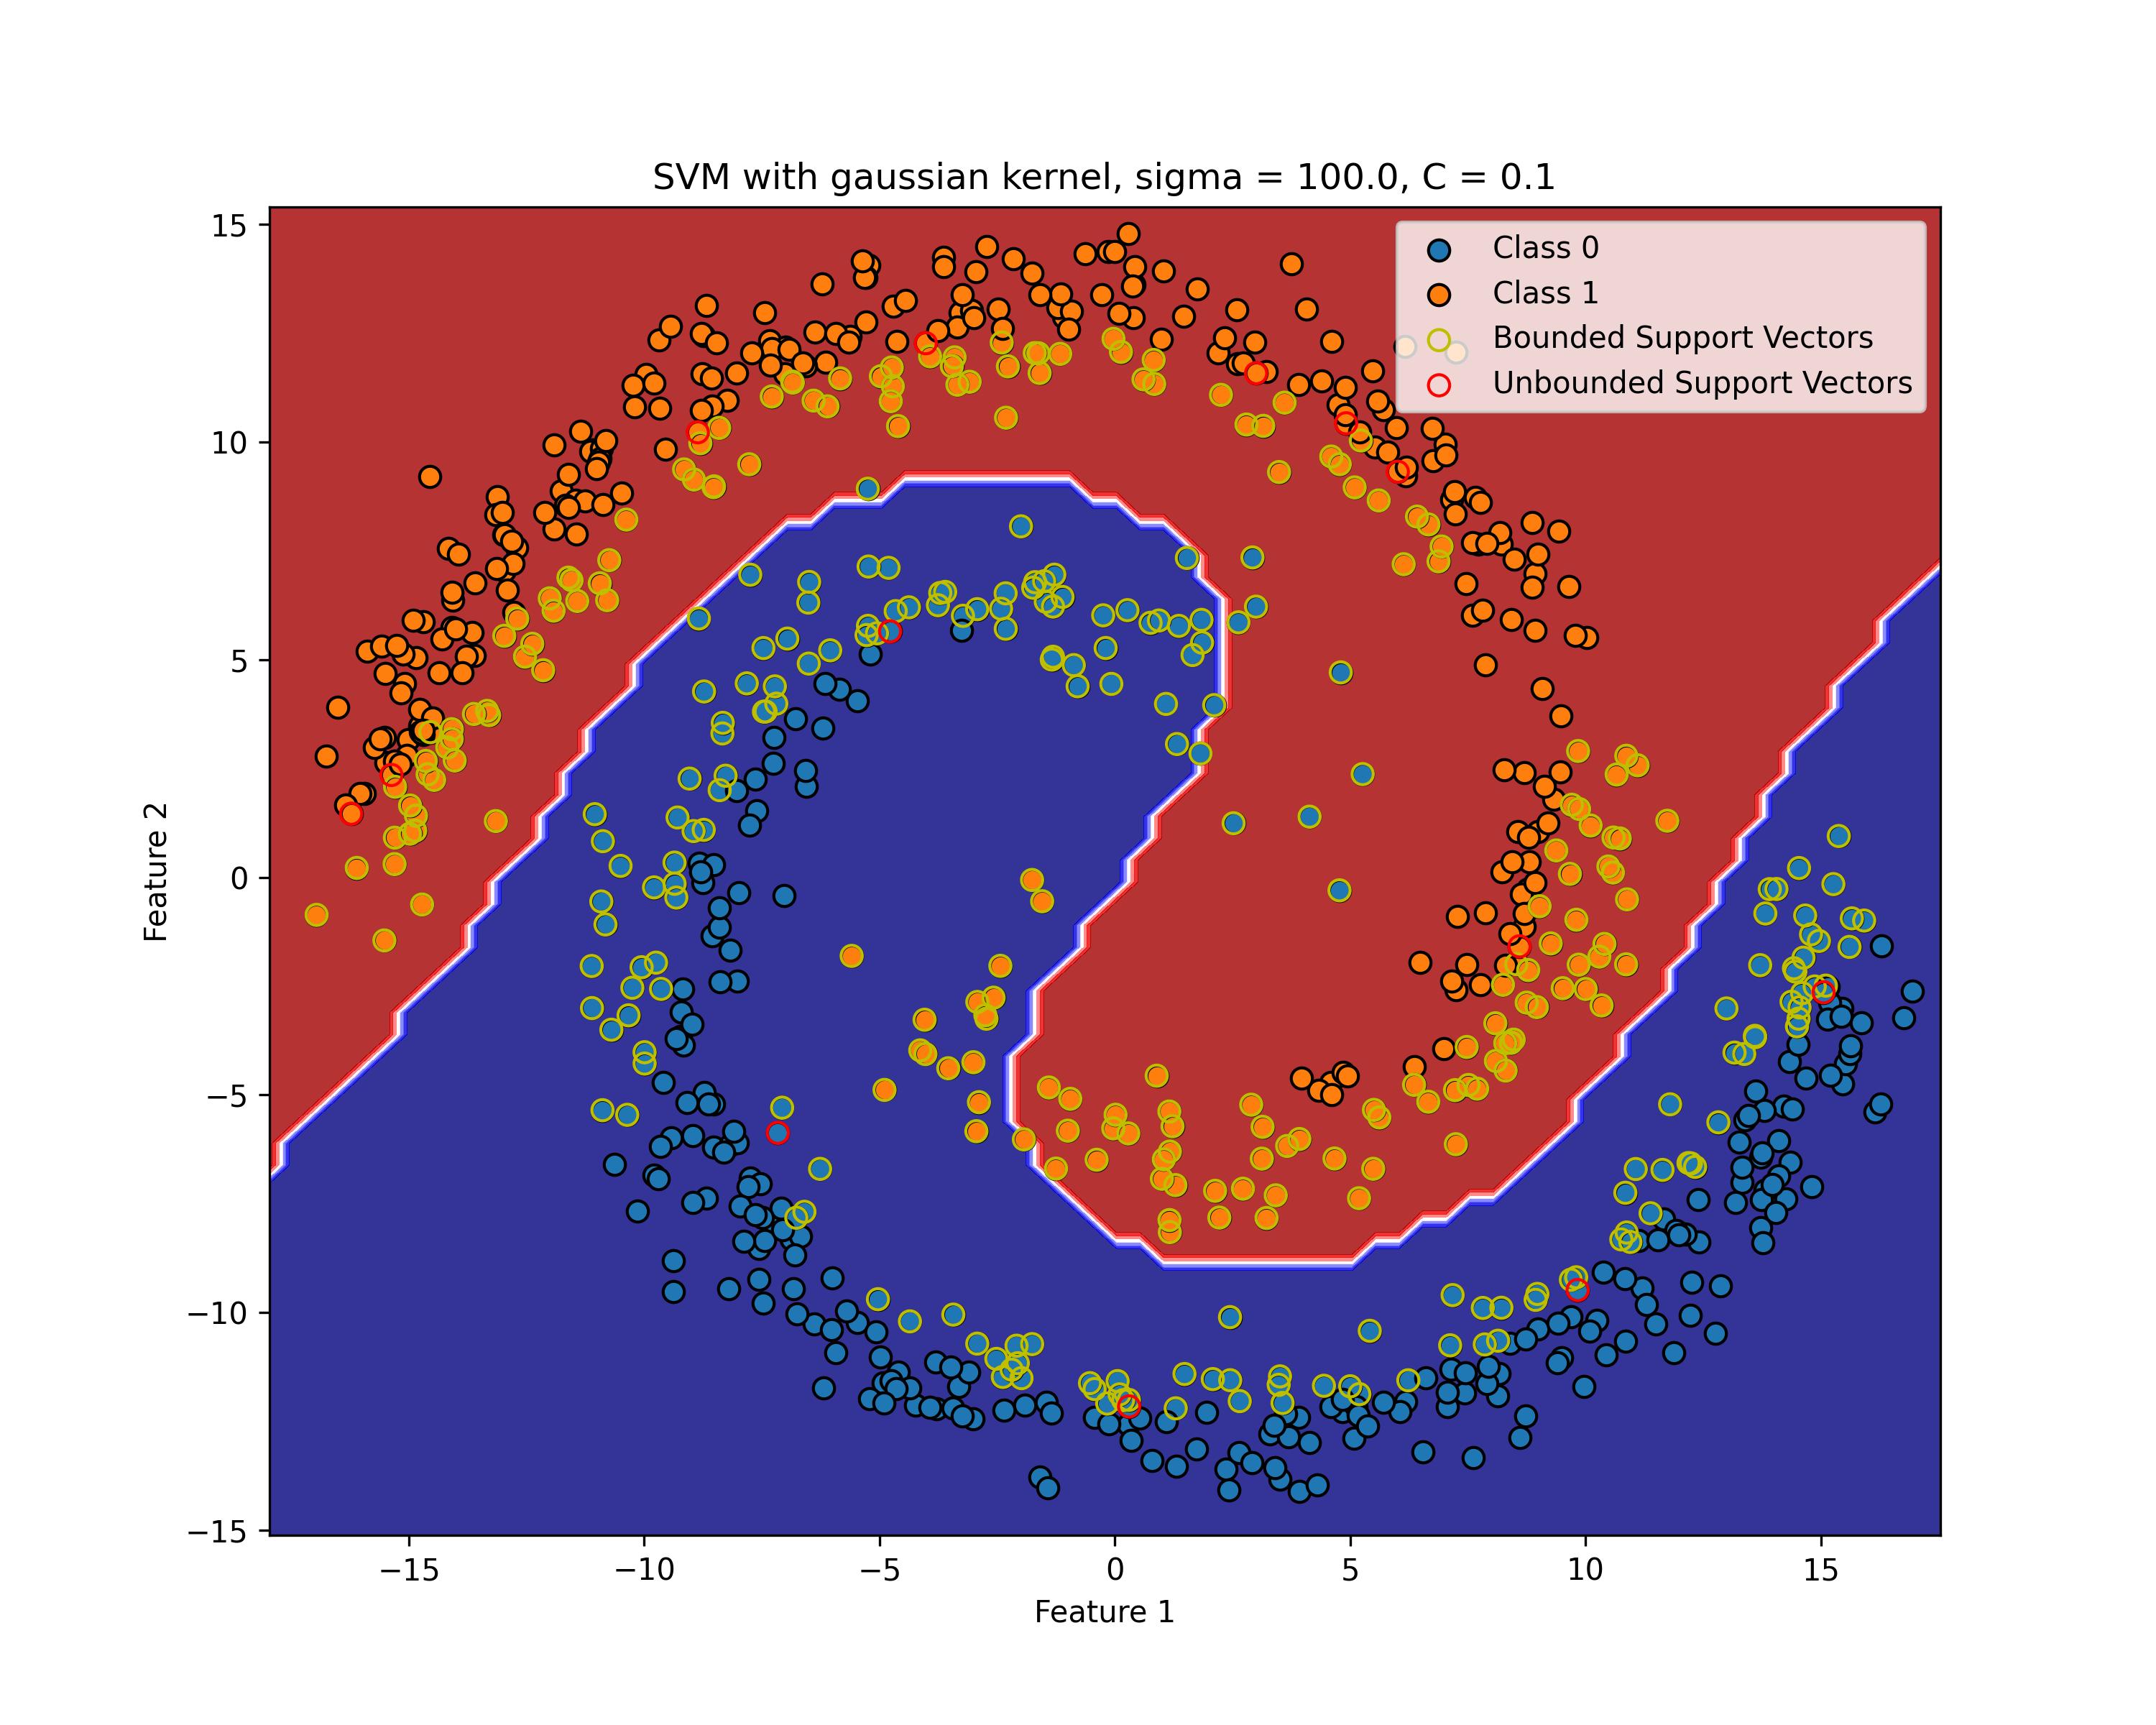 SVM with gaussian kernel, sigma = 100.0, C = 0.1
Class 0
Class 1
Bounded Support Vectors
Unbounded Support Vectors
15
10
5
0
−5
−10
−15
Feature 2
−15
−10
−5
0
5
10
15
Feature 1